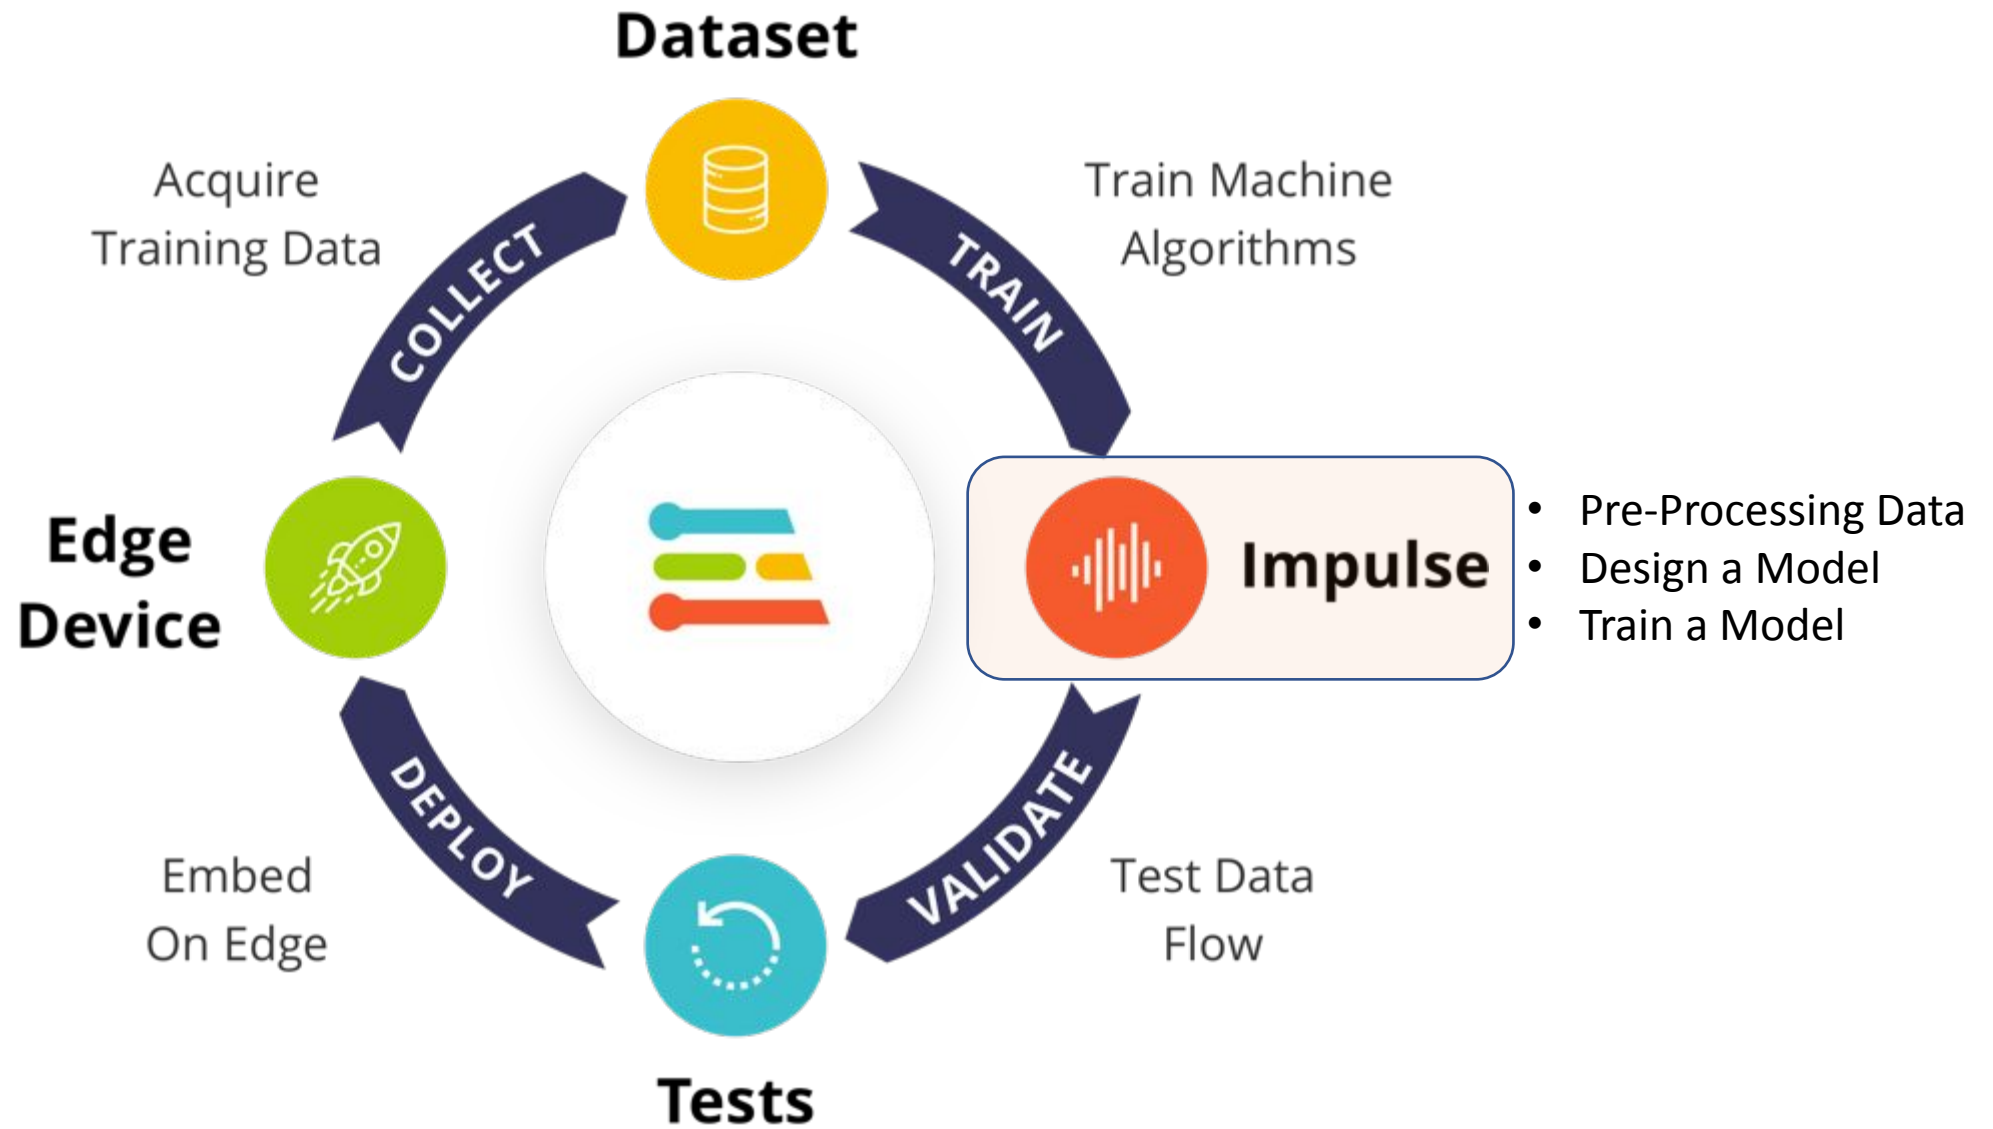 Dataset
Acquire
Training Data
COLLECT
TRAIN
Train Machine
Algorithms
Edge
Device
Impulse
• Pre-Processing Data
• Design a Model
• Train a Model
DEPLOY
VALIDATE
Embed
On Edge
Test Data
Flow
Tests